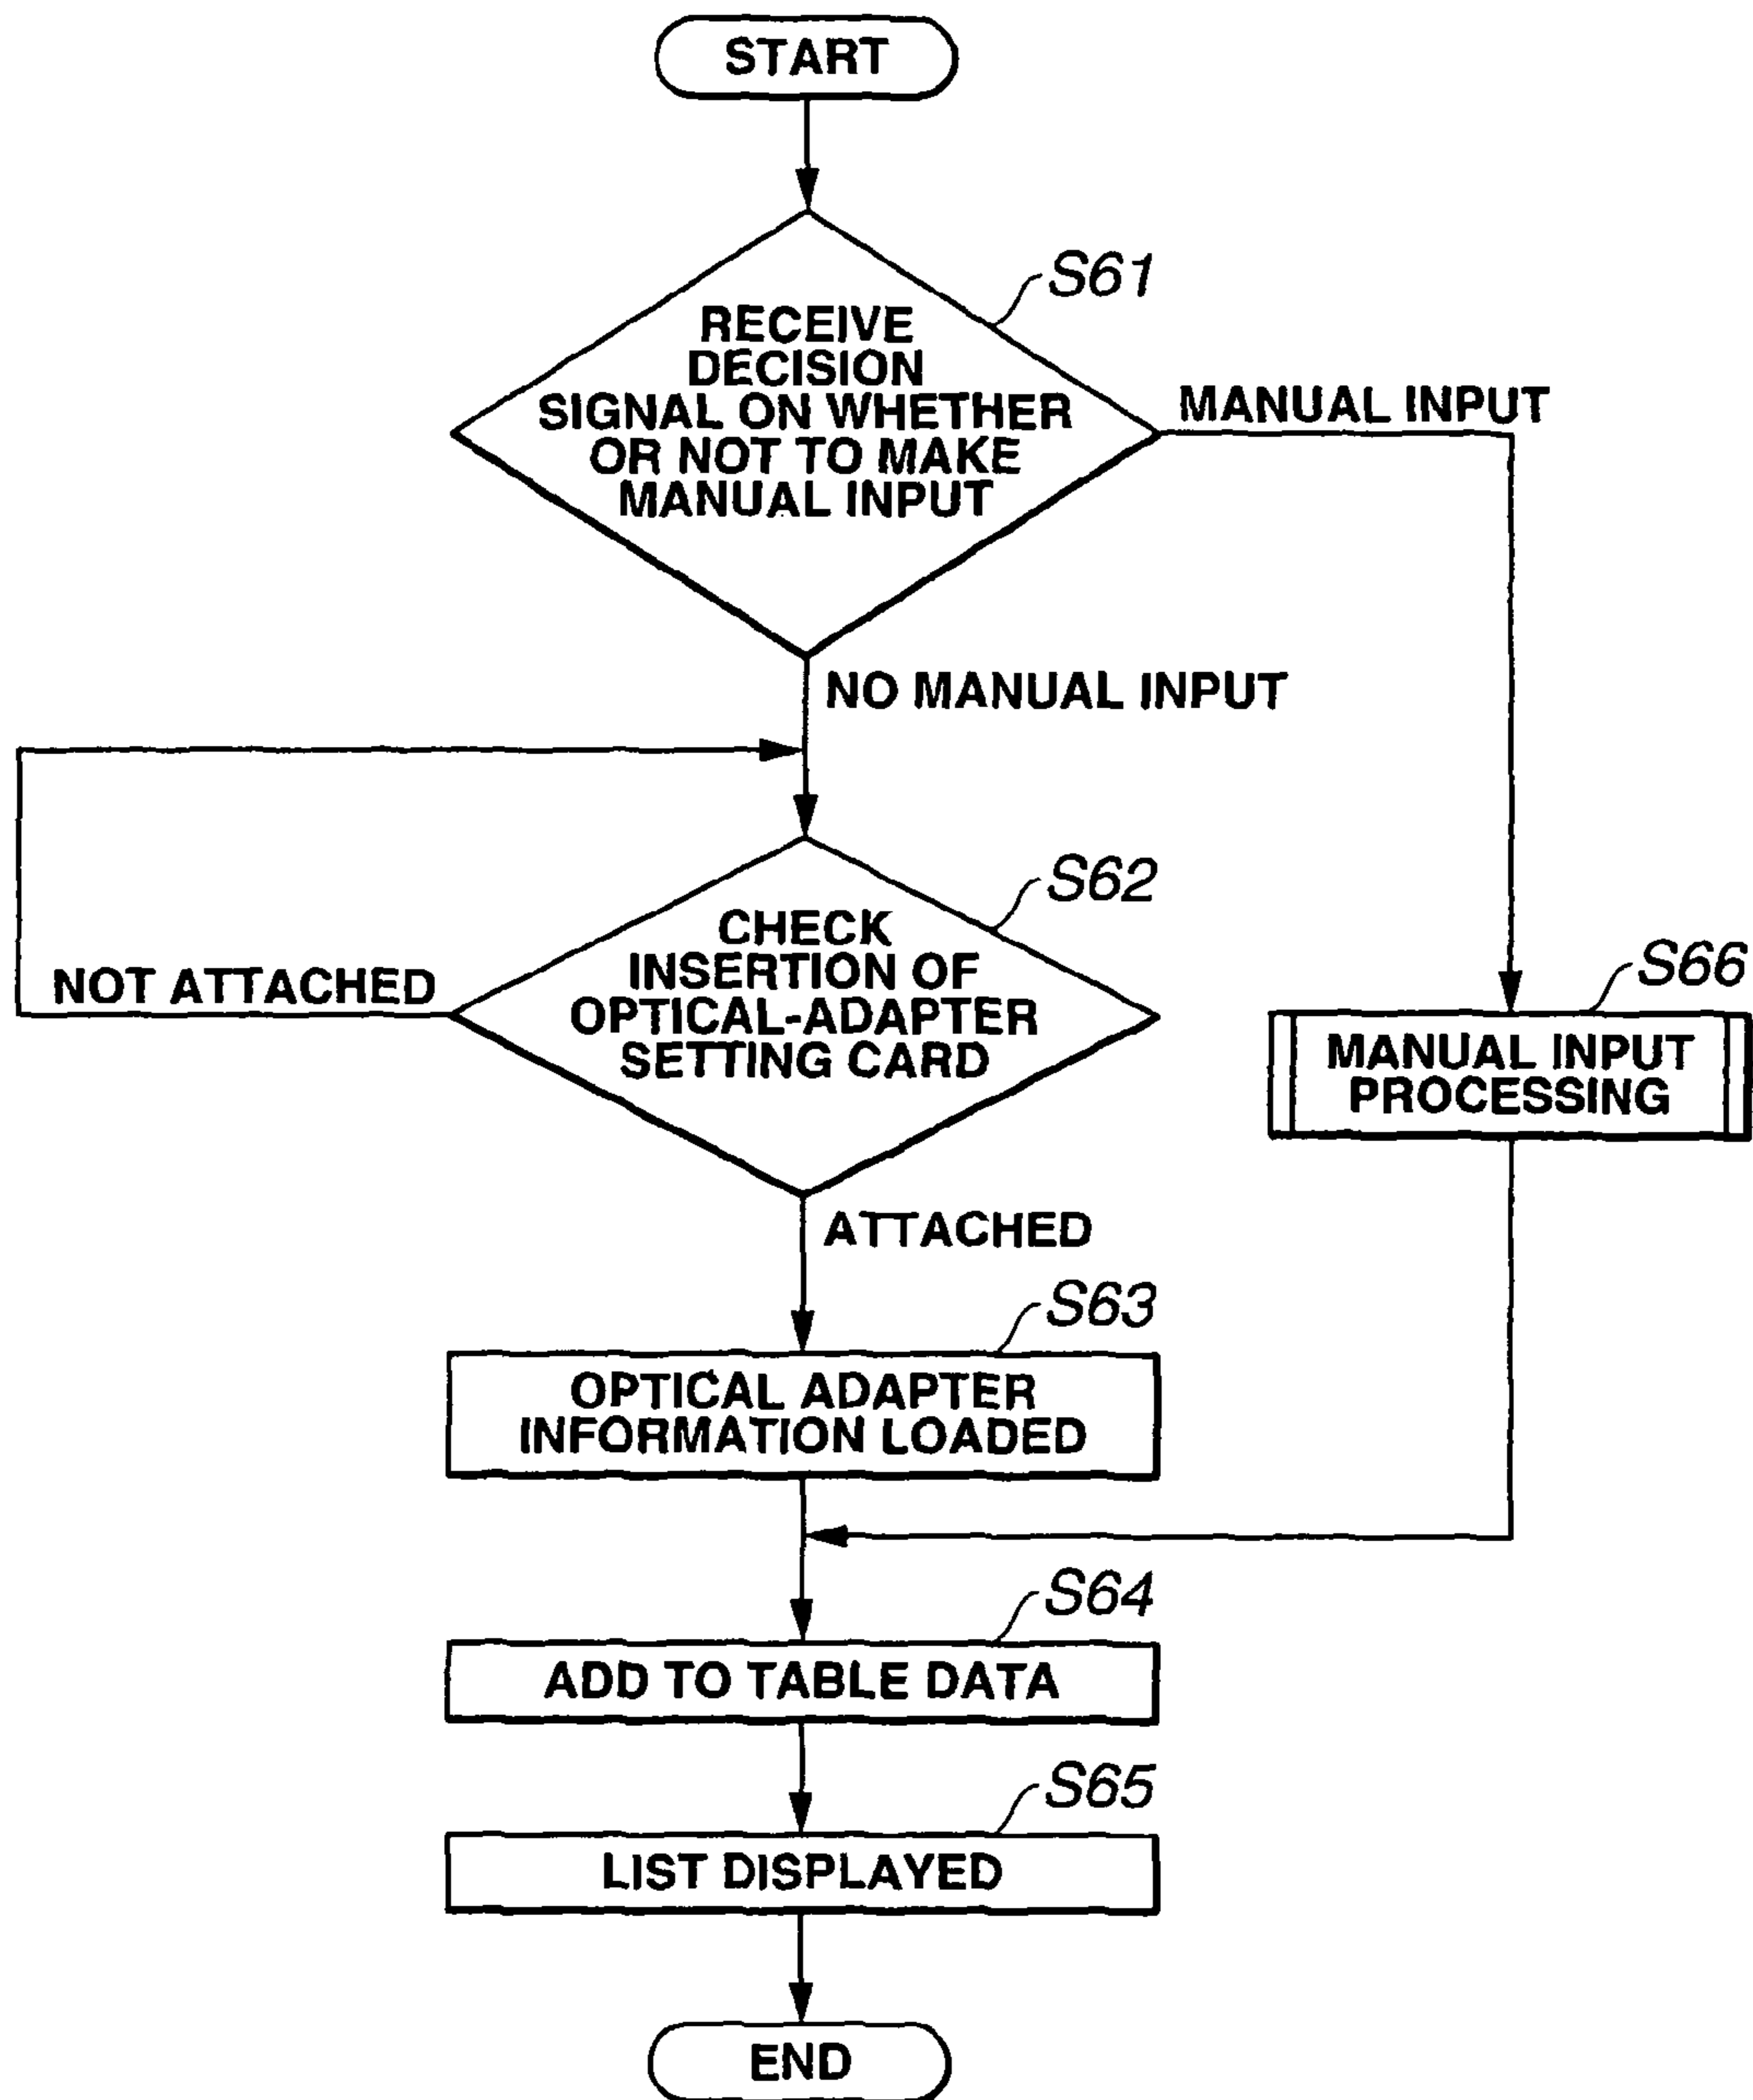 START
S61
RECEIVE
DECISION
SIGNAL ON WHETHER
OR NOT TO MAKE
MANUAL INPUT
MANUAL INPUT
NO MANUAL INPUT
S62
CHECK
INSERTION OF
OPTICAL-ADAPTER
SETTING CARD
NOT ATTACHED
S66
MANUAL INPUT
PROCESSING
ATTACHED
S63
OPTICAL ADAPTER
INFORMATION LOADED
S64
ADD TO TABLE DATA
S65
LIST DISPLAYED
END